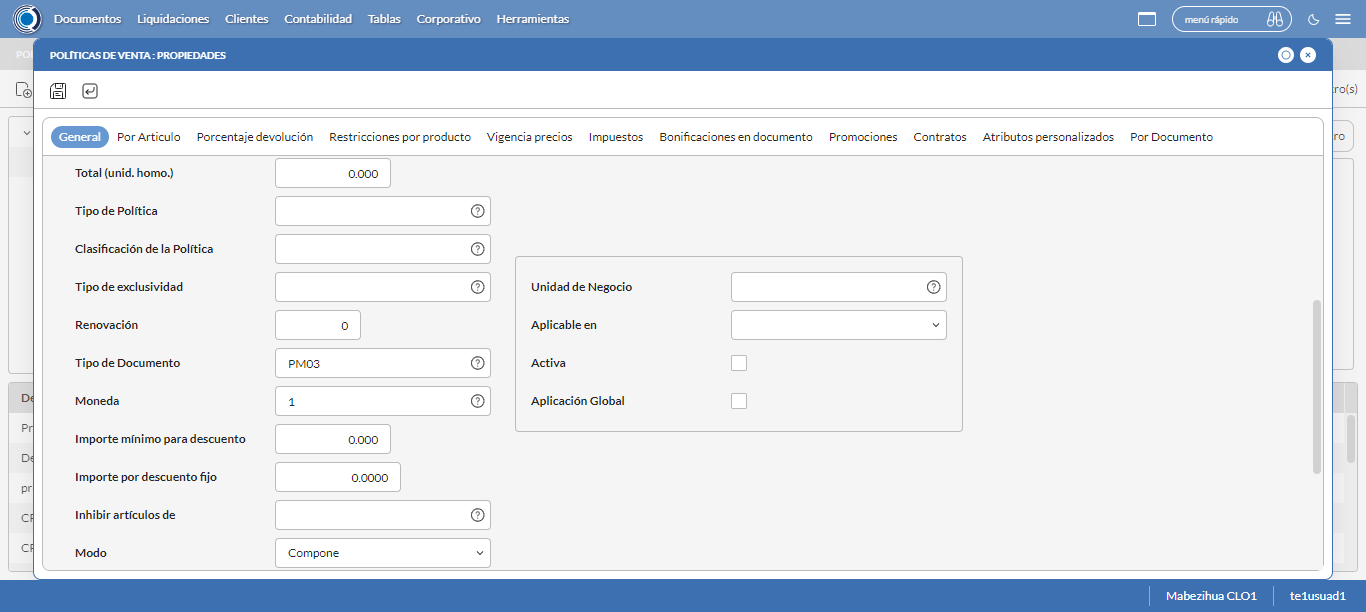 Documentos Liquidaciones Clientes Contabilidad Tablas Corporativo Herramientas menú rápido
POLÍTICAS DE VENTA : PROPIEDADES
General Por Articulo Porcentaje devolución Restricciones por producto Vigencia precios Impuestos Bonificaciones en documento Promociones Contratos Atributos personalizados Por Documento
Total (unid. homo.) 0.000
Tipo de Política
Clasificación de la Política
Tipo de exclusividad
Unidad de Negocio
Renovación 0
Aplicable en
Tipo de Documento PM03
Activa
Moneda 1
Aplicación Global
Importe mínimo para descuento 0.000
Importe por descuento fijo 0.0000
Inhibir artículos de
Modo Compone
Mabezihua CLO1 te1usuad1